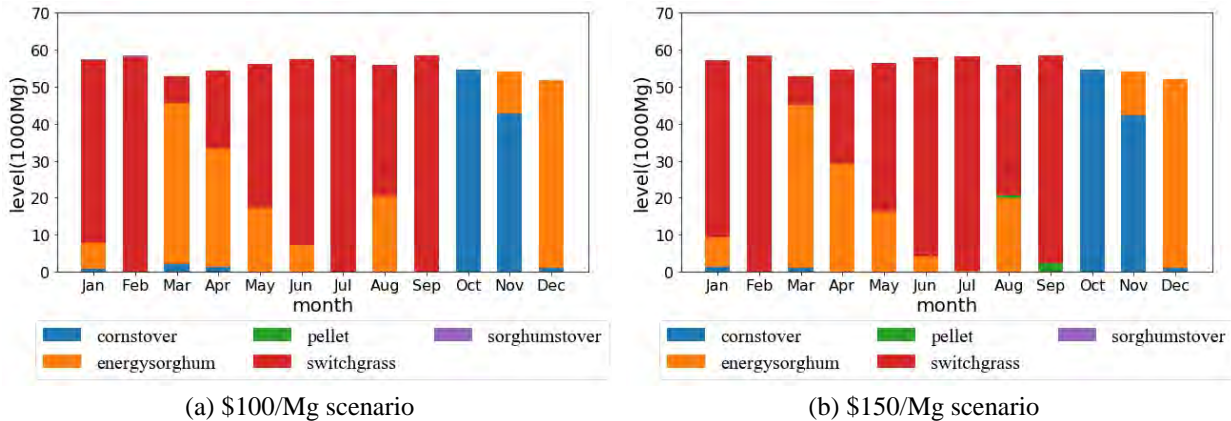 70
60
50
40
30
20
10
0
level(1000Mg)
Jan Feb Mar Apr May Jun Jul Aug Sep Oct Nov Dec
month
cornstover pellet sorghumstover
energysorghum switchgrass
(a) $100/Mg scenario
70
60
50
40
30
20
10
0
level(1000Mg)
Jan Feb Mar Apr May Jun Jul Aug Sep Oct Nov Dec
month
cornstover pellet sorghumstover
energysorghum switchgrass
(b) $150/Mg scenario